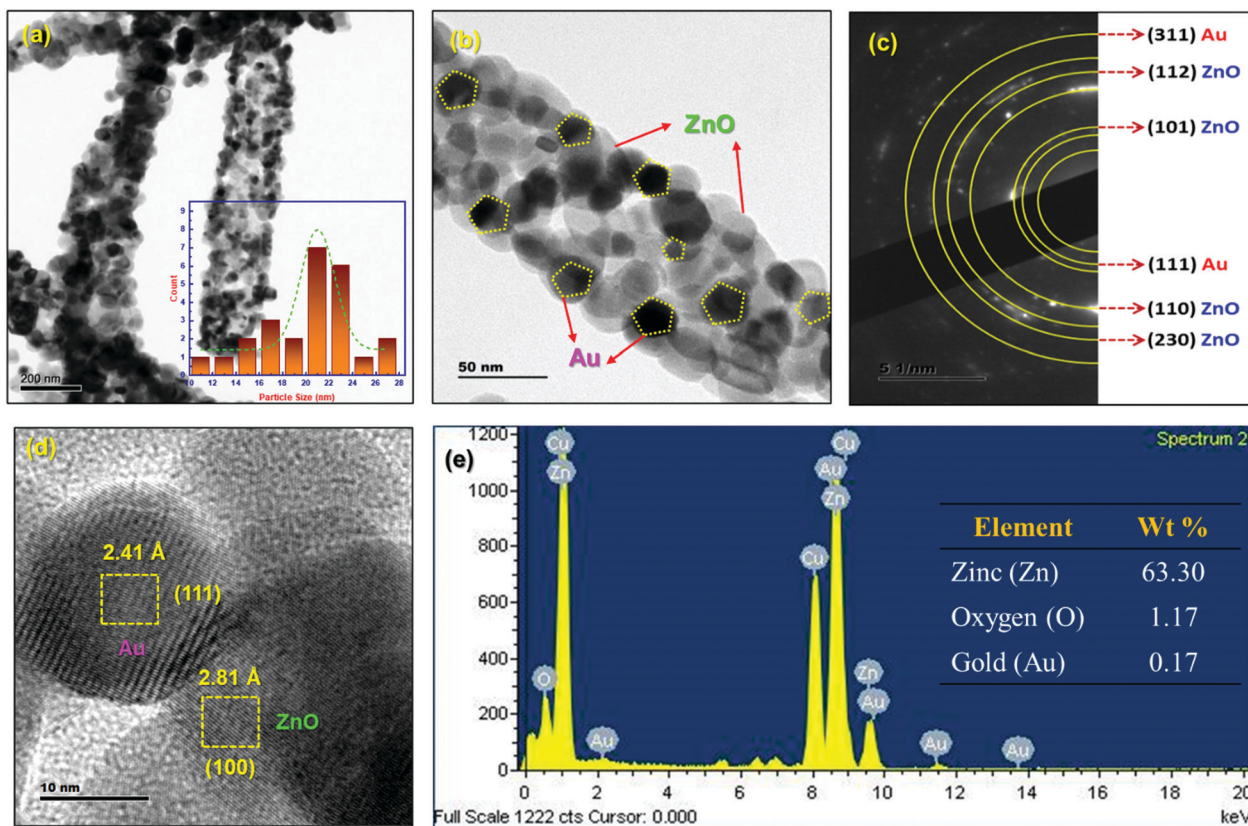 (a)
9
8
7
6
5
4
3
2
1
0
Count
10 12 14 16 18 20 22 24 26 28
Particle Size (nm)
200 nm
(b)
ZnO
Au
50 nm
(c)
(311) Au
(112) ZnO
(101) ZnO
(111) Au
(110) ZnO
(230) ZnO
5 1/nm
(d)
2.41 Å
(111)
Au
2.81 Å
ZnO
(100)
10 nm
(e)
Spectrum 2
1200
1000
800
600
400
200
0
Cu
Cu
Zn
Au
Zn
Cu
O
Zn
Au
Au
Au
Au
0 2 4 6 8 10 12 14 16 18 20
Full Scale 1222 cts Cursor: 0.000
keV
Element Wt %
Zinc (Zn) 63.30
Oxygen (O) 1.17
Gold (Au) 0.17